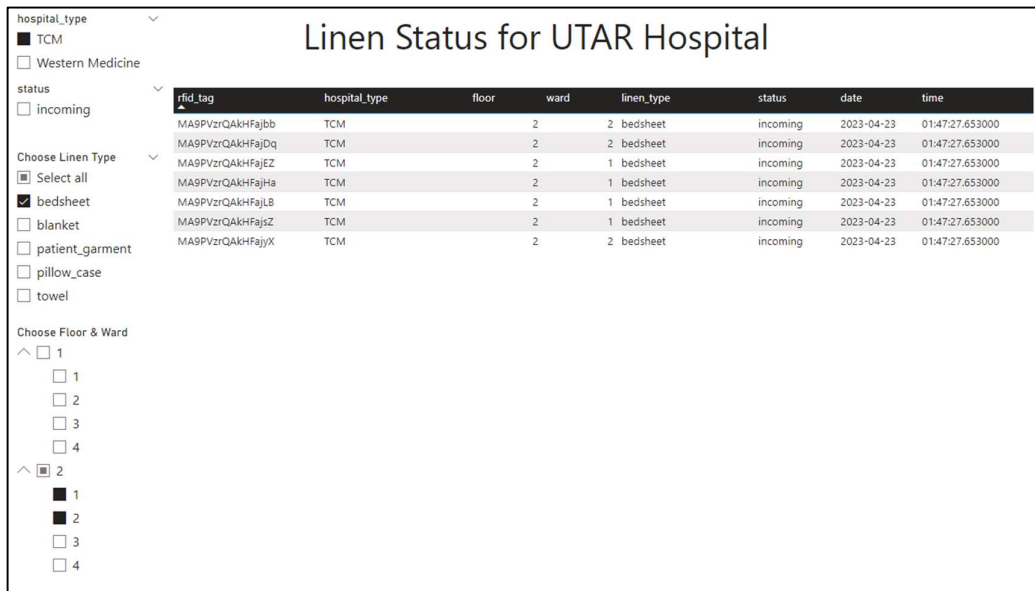 Linen Status for UTAR Hospital
hospital_type
TCM
Western Medicine
status
incoming
Choose Linen Type
Select all
bedsheet
blanket
patient_garment
pillow_case
towel
Choose Floor & Ward
1
1
2
3
4
2
1
2
3
4
rfid_tag hospital_type floor ward linen_type status date time
MA9PVzrQAkHFajbb TCM 2 2 bedsheet incoming 2023-04-23 01:47:27.653000
MA9PVzrQAkHFajDq TCM 2 2 bedsheet incoming 2023-04-23 01:47:27.653000
MA9PVzrQAkHFajEZ TCM 2 1 bedsheet incoming 2023-04-23 01:47:27.653000
MA9PVzrQAkHFajHa TCM 2 1 bedsheet incoming 2023-04-23 01:47:27.653000
MA9PVzrQAkHFajLB TCM 2 1 bedsheet incoming 2023-04-23 01:47:27.653000
MA9PVzrQAkHFajsZ TCM 2 1 bedsheet incoming 2023-04-23 01:47:27.653000
MA9PVzrQAkHFajyX TCM 2 2 bedsheet incoming 2023-04-23 01:47:27.653000